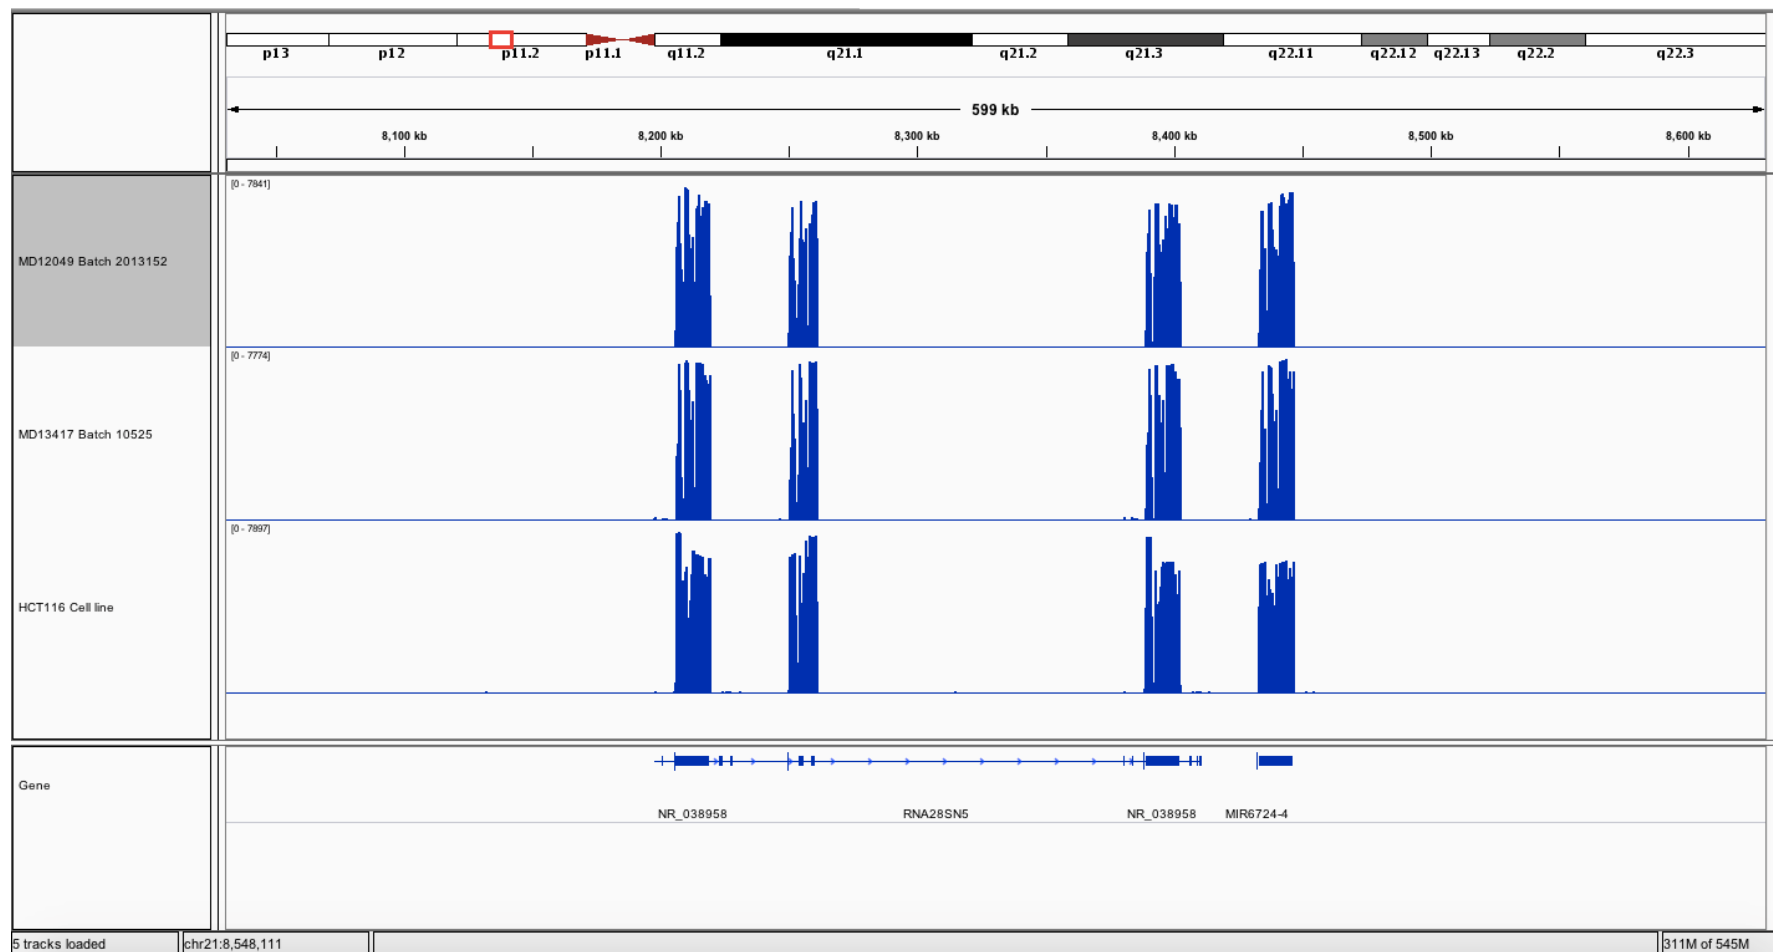 p13 p12 p11.2 p11.1 q11.2 q21.1 q21.2 q21.3 q22.11 q22.12 q22.13 q22.2 q22.3
599 kb
8,100 kb 8,200 kb 8,300 kb 8,400 kb 8,500 kb 8,600 kb
[0 - 7841]
MD12049 Batch 2013152
[0 - 7774]
MD13417 Batch 10525
[0 - 7897]
HCT116 Cell line
Gene
NR_038958 RNA28SN5 NR_038958 MIR6724-4
5 tracks loaded chr21:8,548,111 311M of 545M